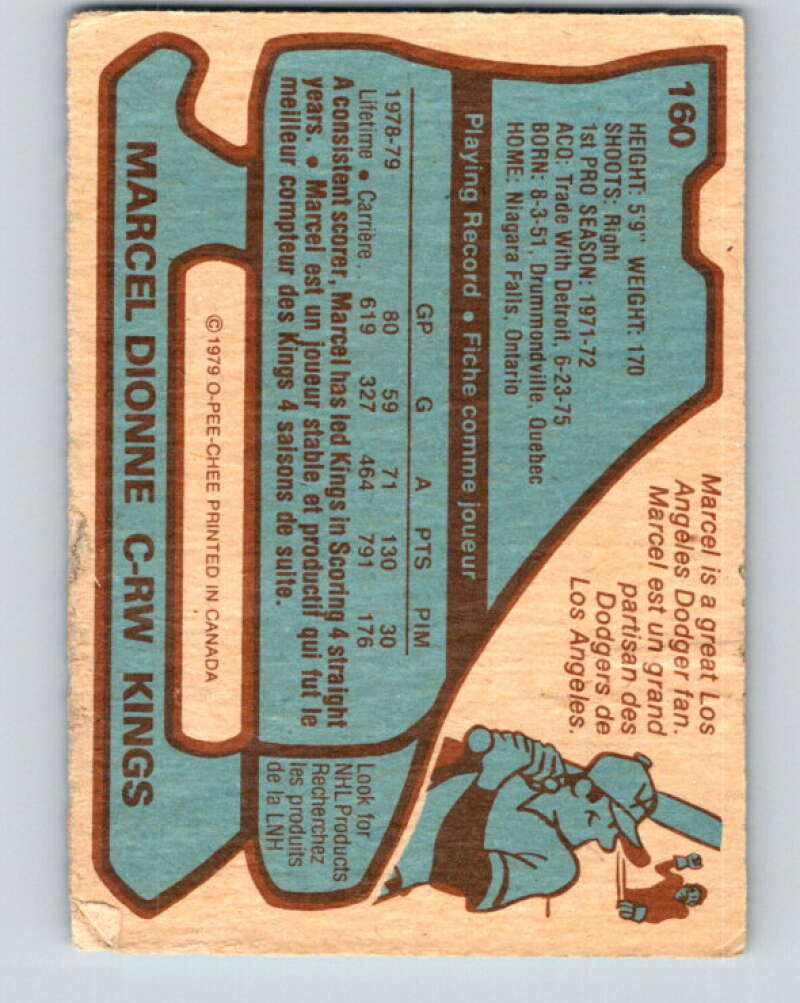 160
HEIGHT: 5'9" WEIGHT: 170
SHOOTS: Right
1st PRO SEASON: 1971-72
ACQ: Trade With Detroit, 6-23-75
BORN: 8-3-51, Drummondville, Quebec
HOME: Niagara Falls, Ontario
Marcel is a great Los
Angeles Dodger fan.
Marcel est un grand
partisan des
Dodgers de
Los Angeles.
Playing Record • Fiche comme joueur
GP G A PTS PIM
1978-79 80 59 71 130 30
Lifetime • Carrière . . 619 327 464 791 176
A consistent scorer, Marcel has led Kings in Scoring 4 straight
years. • Marcel est un joueur stable, et productif qui fut le
meilleur compteur des Kings 4 saisons de suite.
Look for
NHL Products
Recherchez
les produits
de la LNH
©1979 O-PEE-CHEE PRINTED IN CANADA
MARCEL DIONNE C-RW KINGS